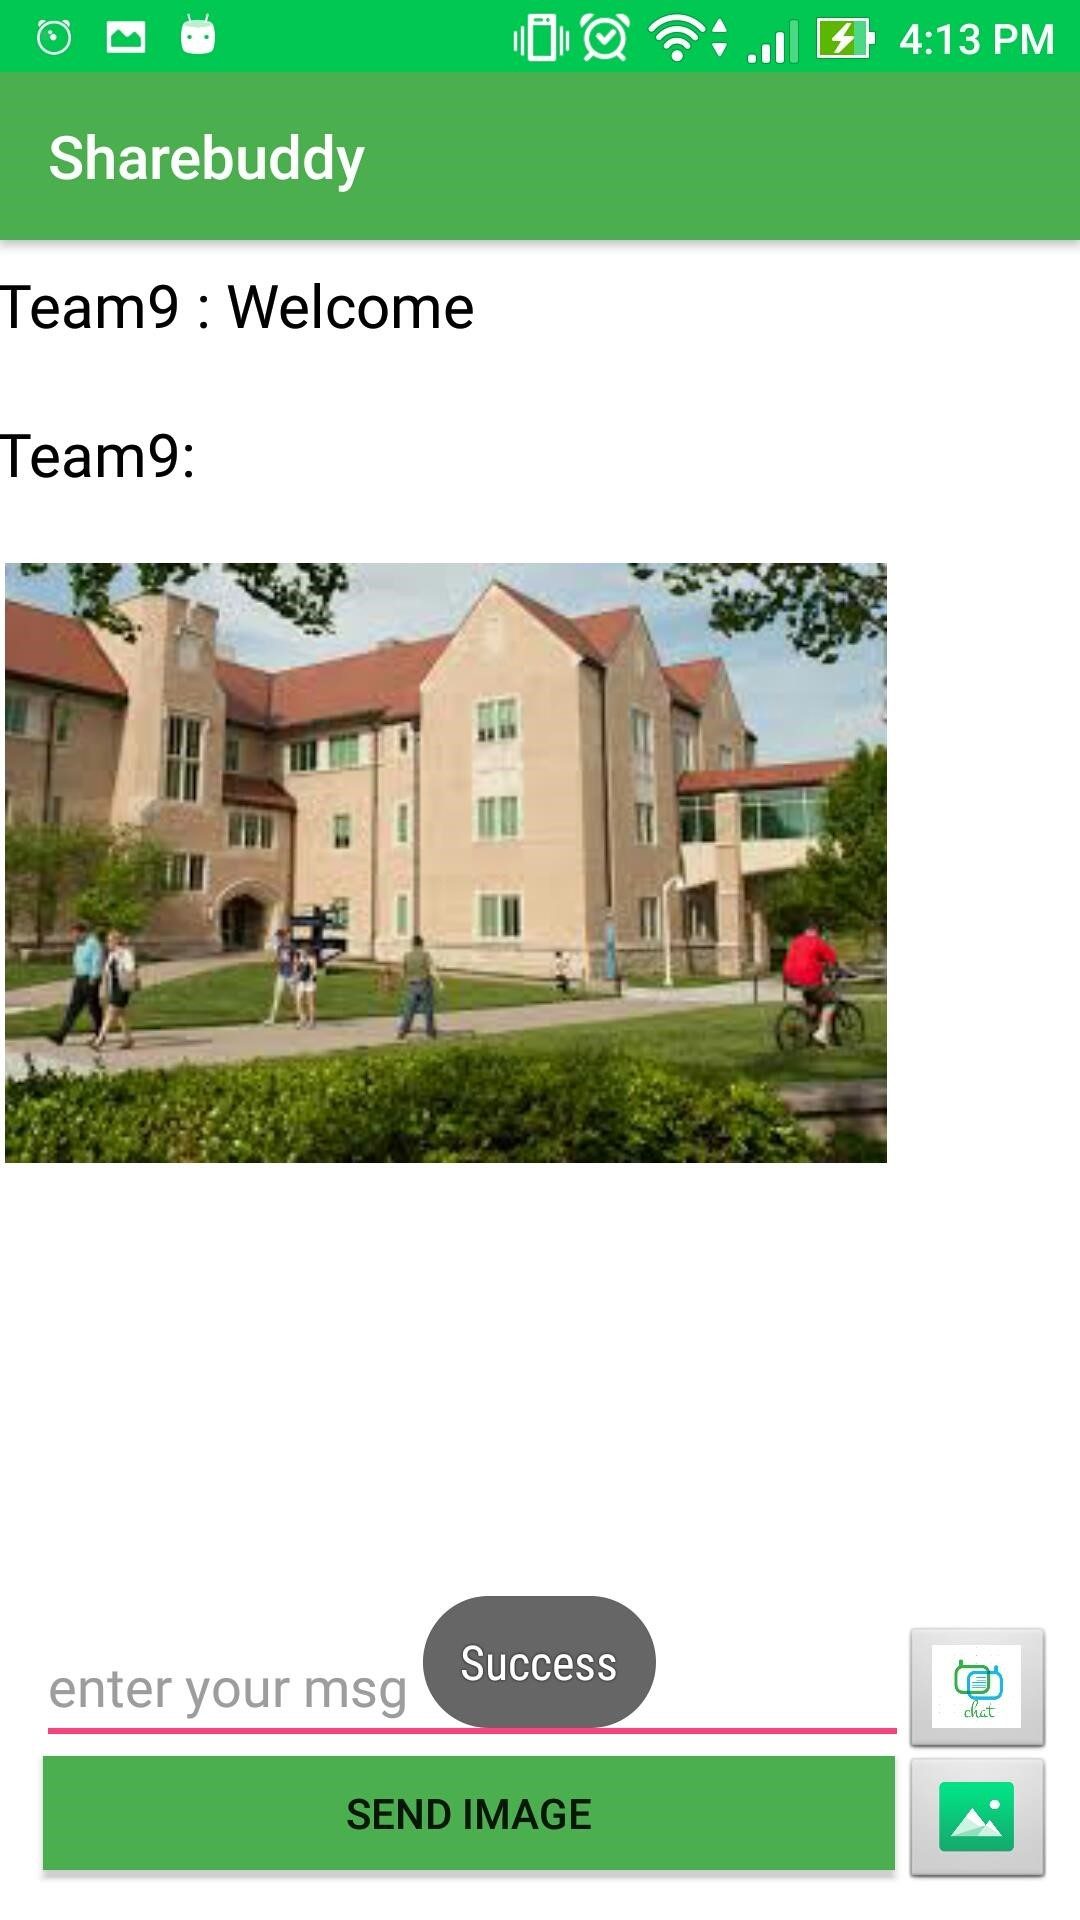 4:13 PM
Sharebuddy
Team9 : Welcome
Team9:
Success
enter your msg
chat
SEND IMAGE